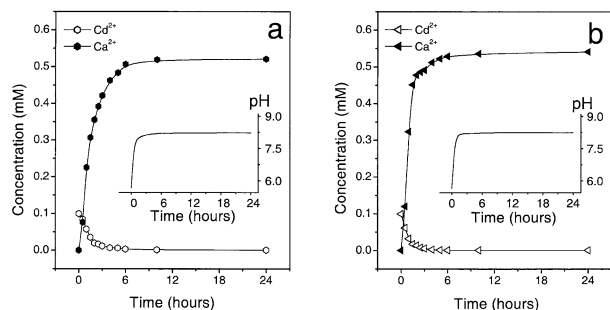 a
Cd²⁺
Ca²⁺
Concentration (mM)
0.6
0.5
0.4
0.3
0.2
0.1
0.0
0 6 12 18 24
Time (hours)
pH
9.0
7.5
6.0
0 6 12 18 24
Time (hours)
b
Cd²⁺
Ca²⁺
Concentration (mM)
0.6
0.5
0.4
0.3
0.2
0.1
0.0
0 6 12 18 24
Time (hours)
pH
9.0
7.5
6.0
0 6 12 18 24
Time (hours)